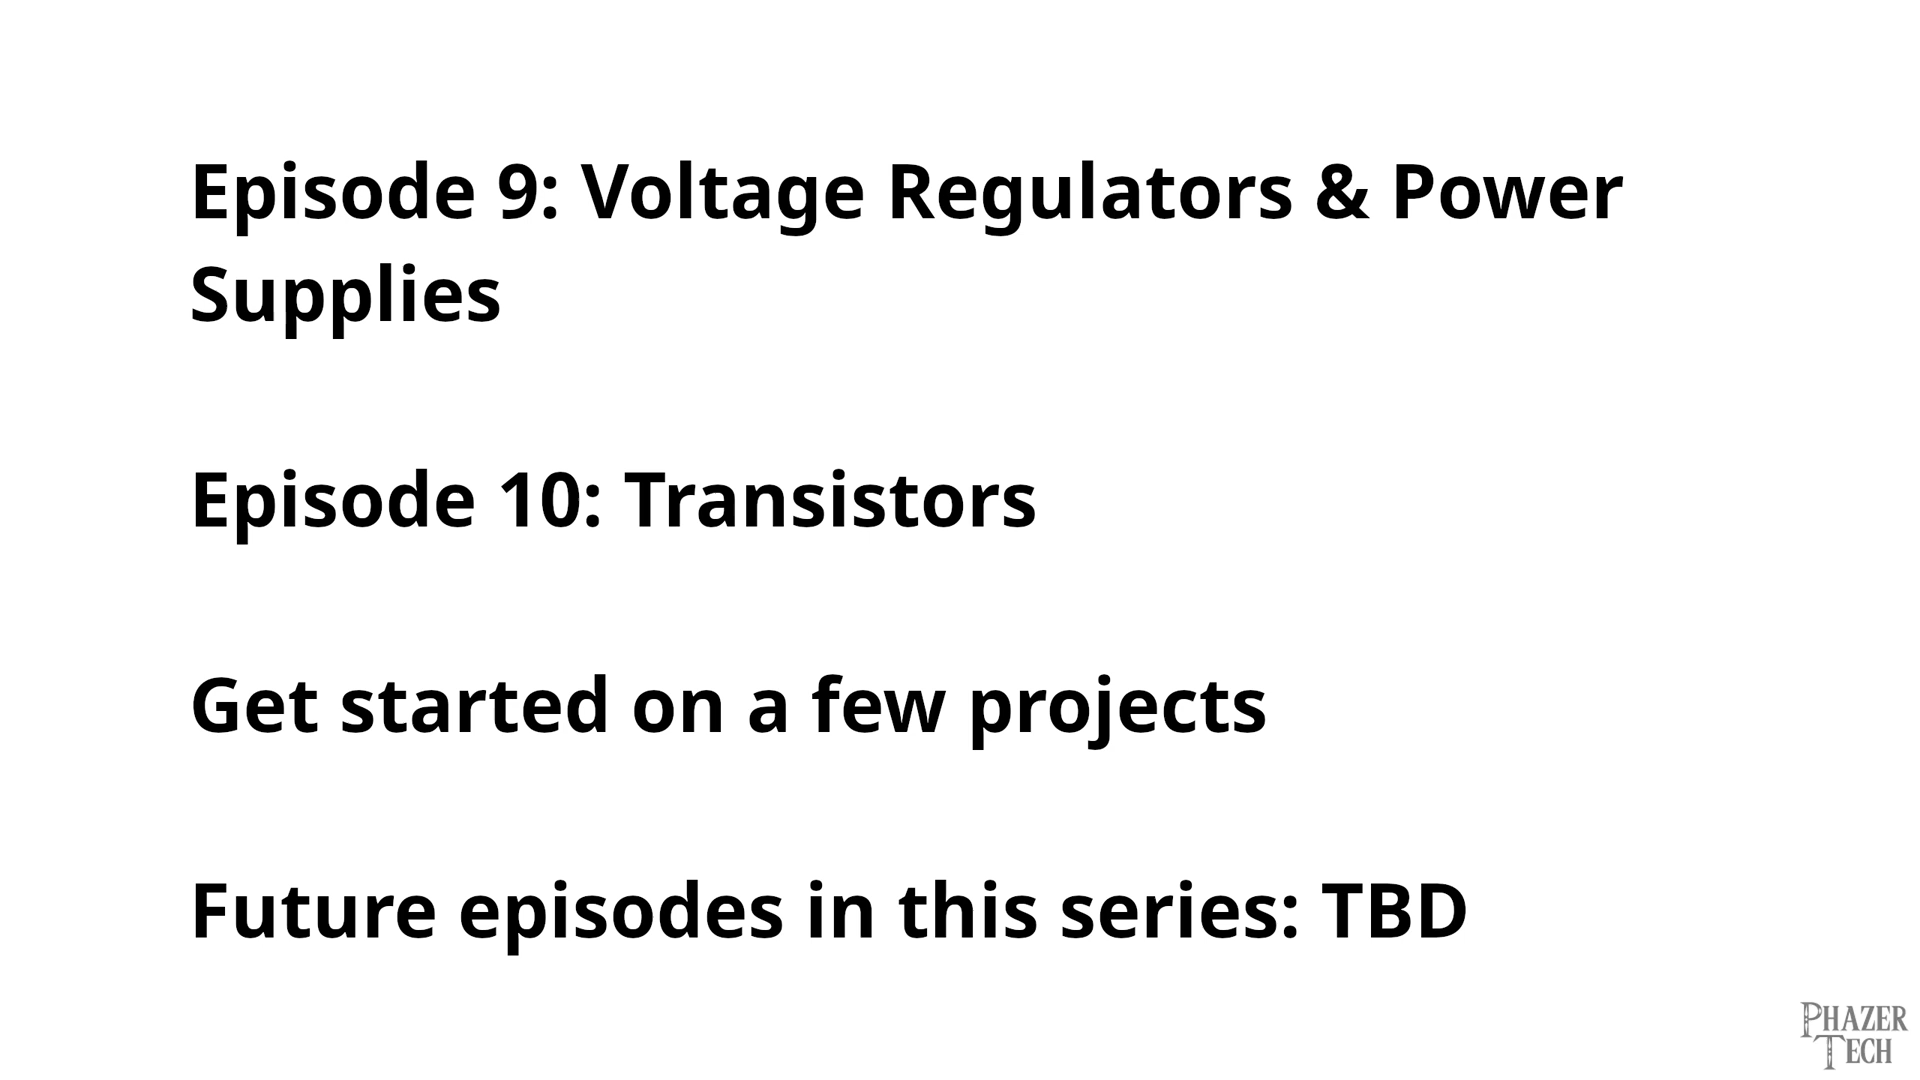 Episode 9: Voltage Regulators & Power
Supplies
Episode 10: Transistors
Get started on a few projects
Future episodes in this series: TBD
PHAZER
TECH